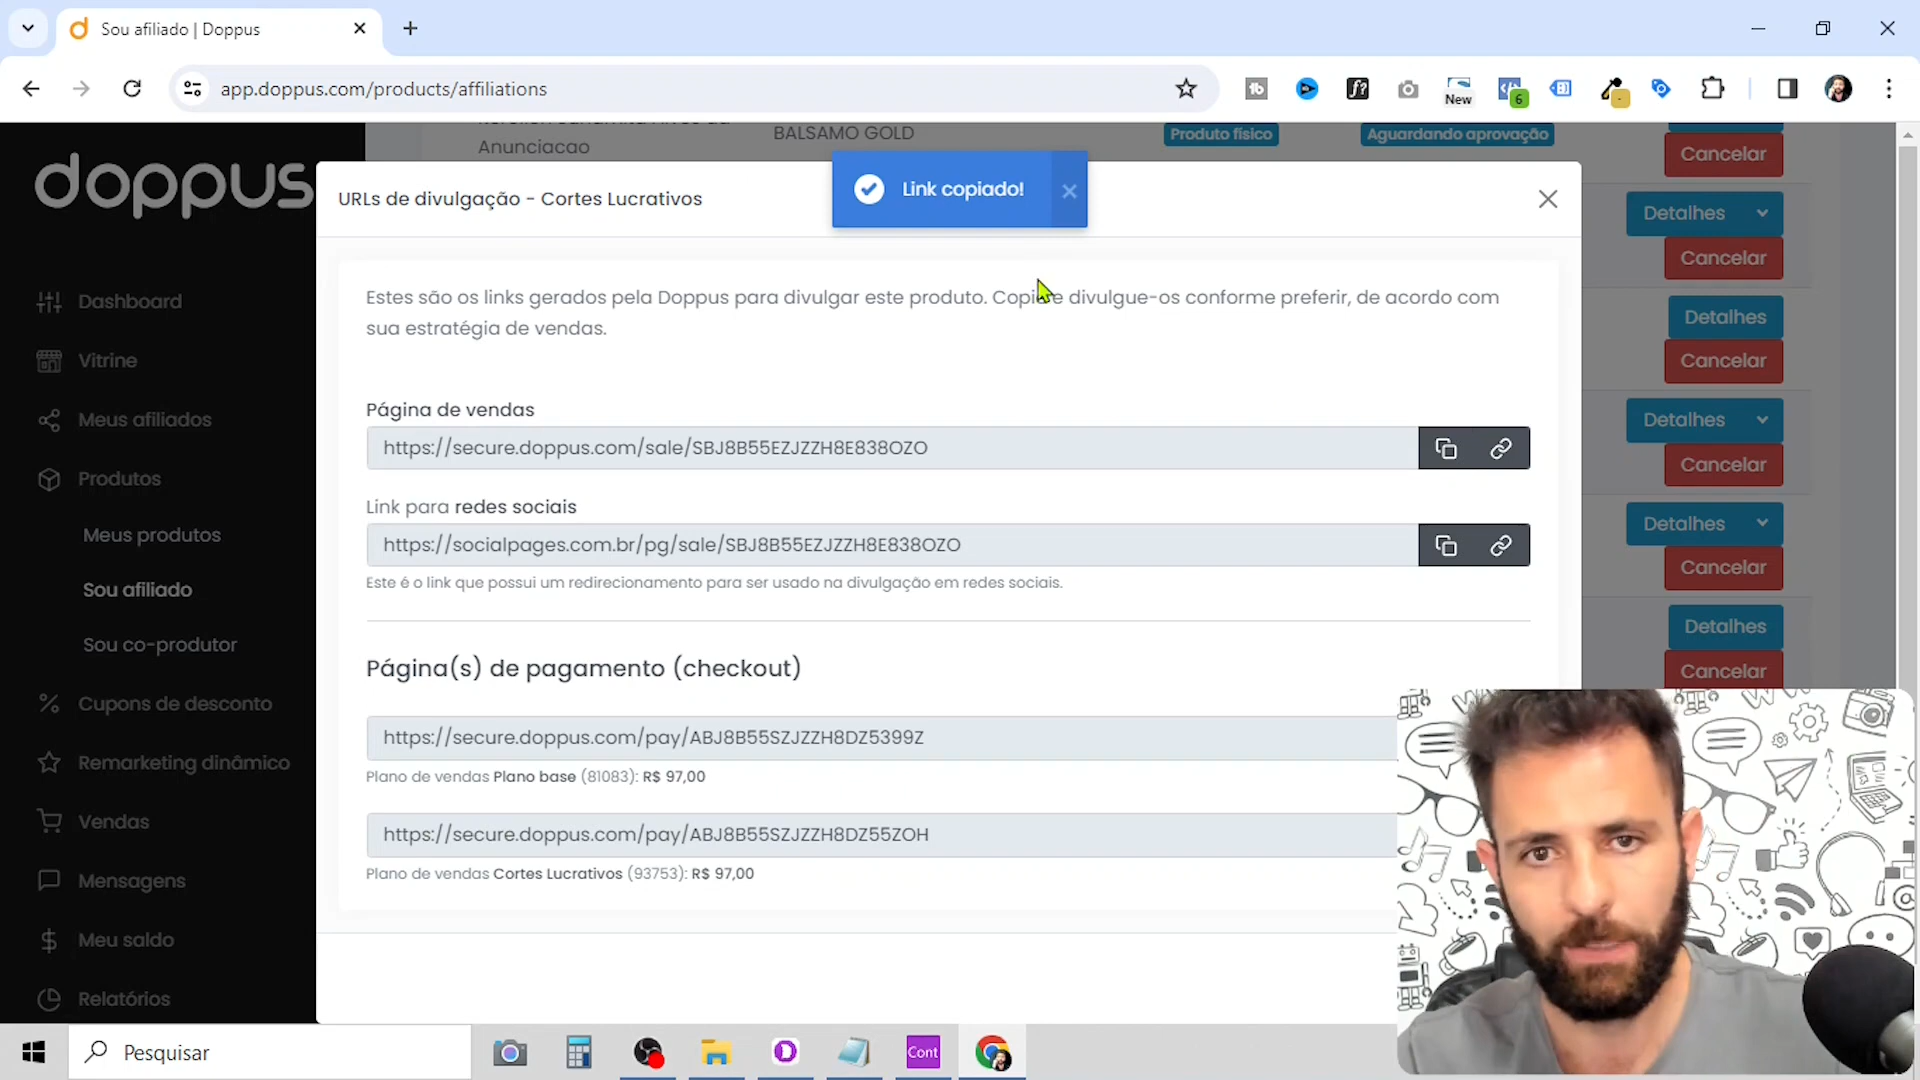 Sou afiliado | Doppus
app.doppus.com/products/affiliations
New
6
doppus
Anunciacao
BALSAMO GOLD
Produto físico
Aguardando aprovação
Cancelar
URLs de divulgação - Cortes Lucrativos
Link copiado!
Detalhes
Cancelar
Estes são os links gerados pela Doppus para divulgar este produto. Copie e divulgue-os conforme preferir, de acordo com
sua estratégia de vendas.
Detalhes
Cancelar
Página de vendas
https://secure.doppus.com/sale/SBJ8B55EZJZZH8E838OZO
Detalhes
Cancelar
Link para redes sociais
https://socialpages.com.br/pg/sale/SBJ8B55EZJZZH8E838OZO
Este é o link que possui um redirecionamento para ser usado na divulgação em redes sociais.
Detalhes
Cancelar
Página(s) de pagamento (checkout)
Detalhes
Cancelar
https://secure.doppus.com/pay/ABJ8B55SZJZZH8DZ5399Z
Plano de vendas Plano base (81083): R$ 97,00
https://secure.doppus.com/pay/ABJ8B55SZJZZH8DZ55ZOH
Plano de vendas Cortes Lucrativos (93753): R$ 97,00
Dashboard
Vitrine
Meus afiliados
Produtos
Meus produtos
Sou afiliado
Sou co-produtor
Cupons de desconto
Remarketing dinâmico
Vendas
Mensagens
Meu saldo
Relatórios
Pesquisar
Cont